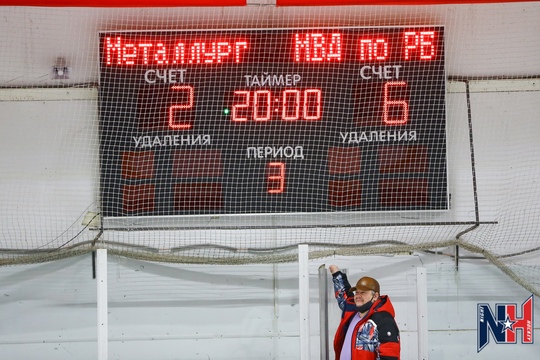 Металлург МВД по РБ
СЧЕТ ТАЙМЕР СЧЕТ
2 20:00 6
УДАЛЕНИЯ ПЕРИОД УДАЛЕНИЯ
3
NH